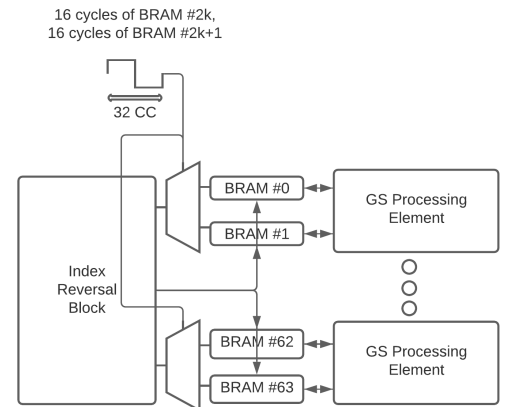 16 cycles of BRAM #2k,
16 cycles of BRAM #2k+1
32 CC
BRAM #0
GS Processing
Element
BRAM #1
Index
Reversal
Block
BRAM #62
GS Processing
Element
BRAM #63